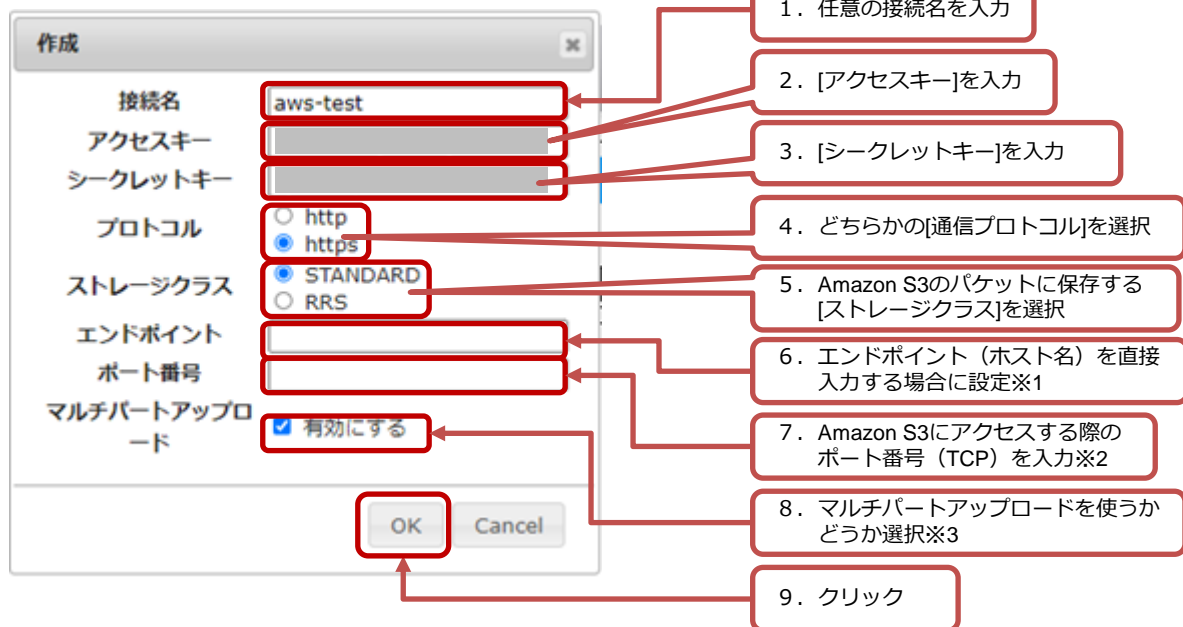 1．任意の接続名を入力
作成
接続名
aws-test
2．[アクセスキー]を入力
アクセスキー
3．[シークレットキー]を入力
シークレットキー
プロトコル
http
https
4．どちらかの[通信プロトコル]を選択
ストレージクラス
STANDARD
RRS
5．Amazon S3のパケットに保存する
[ストレージクラス]を選択
エンドポイント
6．エンドポイント（ホスト名）を直接
入力する場合に設定※1
ポート番号
マルチパートアップロ
ード
有効にする
7．Amazon S3にアクセスする際の
ポート番号（TCP）を入力※2
8．マルチパートアップロードを使うか
どうか選択※3
OK
Cancel
9．クリック